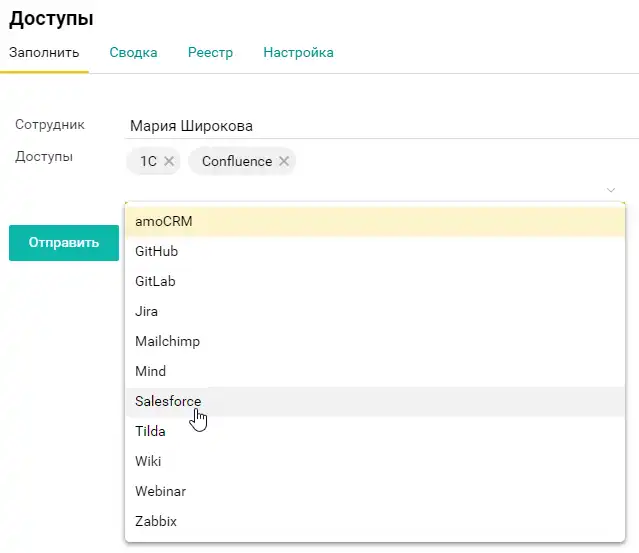 Доступы
Заполнить Сводка Реестр Настройка
Сотрудник Мария Широкова
Доступы 1С Confluence
Отправить
amoCRM
GitHub
GitLab
Jira
Mailchimp
Mind
Salesforce
Tilda
Wiki
Webinar
Zabbix